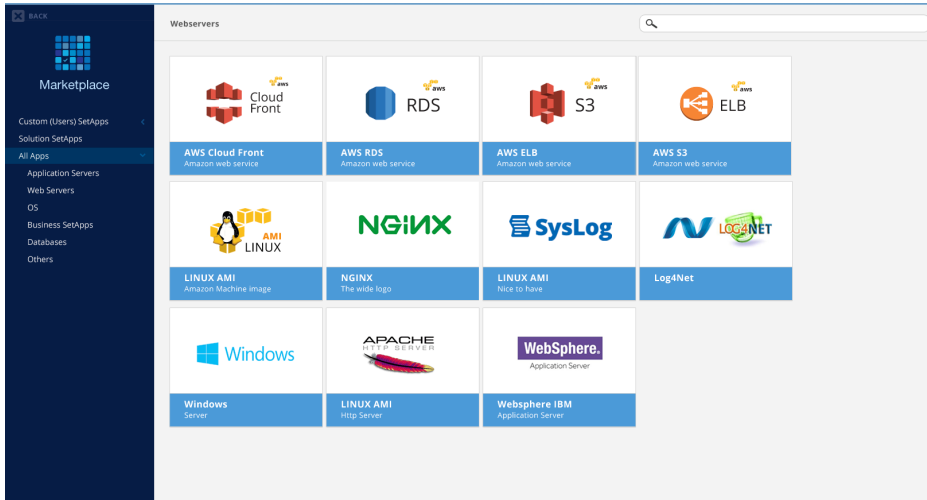 BACK
Marketplace
Custom (Users) SetApps
Solution SetApps
All Apps
Application Servers
Web Servers
OS
Business SetApps
Databases
Others
Webservers
aws
Cloud
Front
AWS Cloud Front
Amazon web service
aws
RDS
AWS RDS
Amazon web service
aws
S3
AWS ELB
Amazon web service
aws
ELB
AWS S3
Amazon web service
AMI
LINUX
LINUX AMI
Amazon Machine image
NGINX
NGINX
The wide logo
SysLog
LINUX AMI
Nice to have
LOG4NET
Log4Net
Windows
Windows
Server
APACHE
HTTP SERVER
LINUX AMI
Http Server
WebSphere.
Application Server
Websphere IBM
Application Server